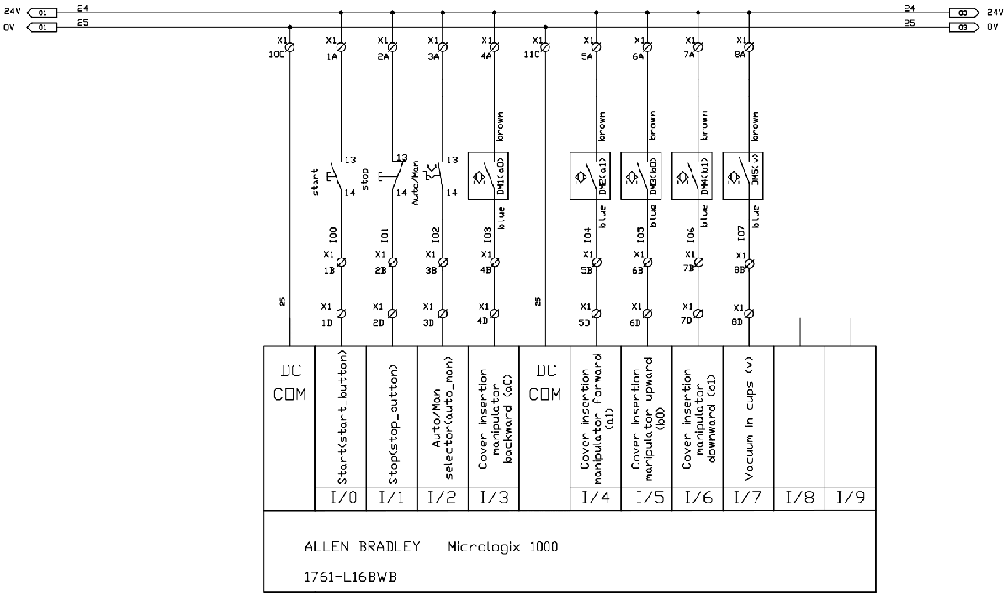 24V 01 24 24 02 24V
0V 01 25 25 03 0V
X1 X1 X1 X1 X1 X1 X1 X1 X1 X1
10C 1A 2A 3A 4A 11C 5A 6A 7A 8A
brown brown brown brown
start 13 14
stop 13 14
Auto/Man 13 14
DM1(a0)
DM2(a1)
DM3(b0)
DM4(b1)
DM5(v)
blue blue blue blue blue
I00 I01 I02 I03 I04 I05 I06 I07
X1 X1 X1 X1 X1 X1 X1 X1
1B 2B 3B 4B 5B 6B 7B 8B
25 25
X1 X1 X1 X1 X1 X1 X1 X1
1D 2D 3D 4D 5D 6D 7D 8D
DC
COM
Start(start button)
Stop(stop_button)
Auto/Man
selector(auto_man)
Cover insertion
manipulator
backward (a0)
DC
COM
Cover insertion
manipulator forward
(a1)
Cover insertion
manipulator upward
(b0)
Cover insertion
manipulator
downward
Vacuum in cups (v)
I/0 I/1 I/2 I/3 I/4 I/5 I/6 I/7 I/8 I/9
ALLEN BRADLEY Micrologix 1000
1761-L16BWB